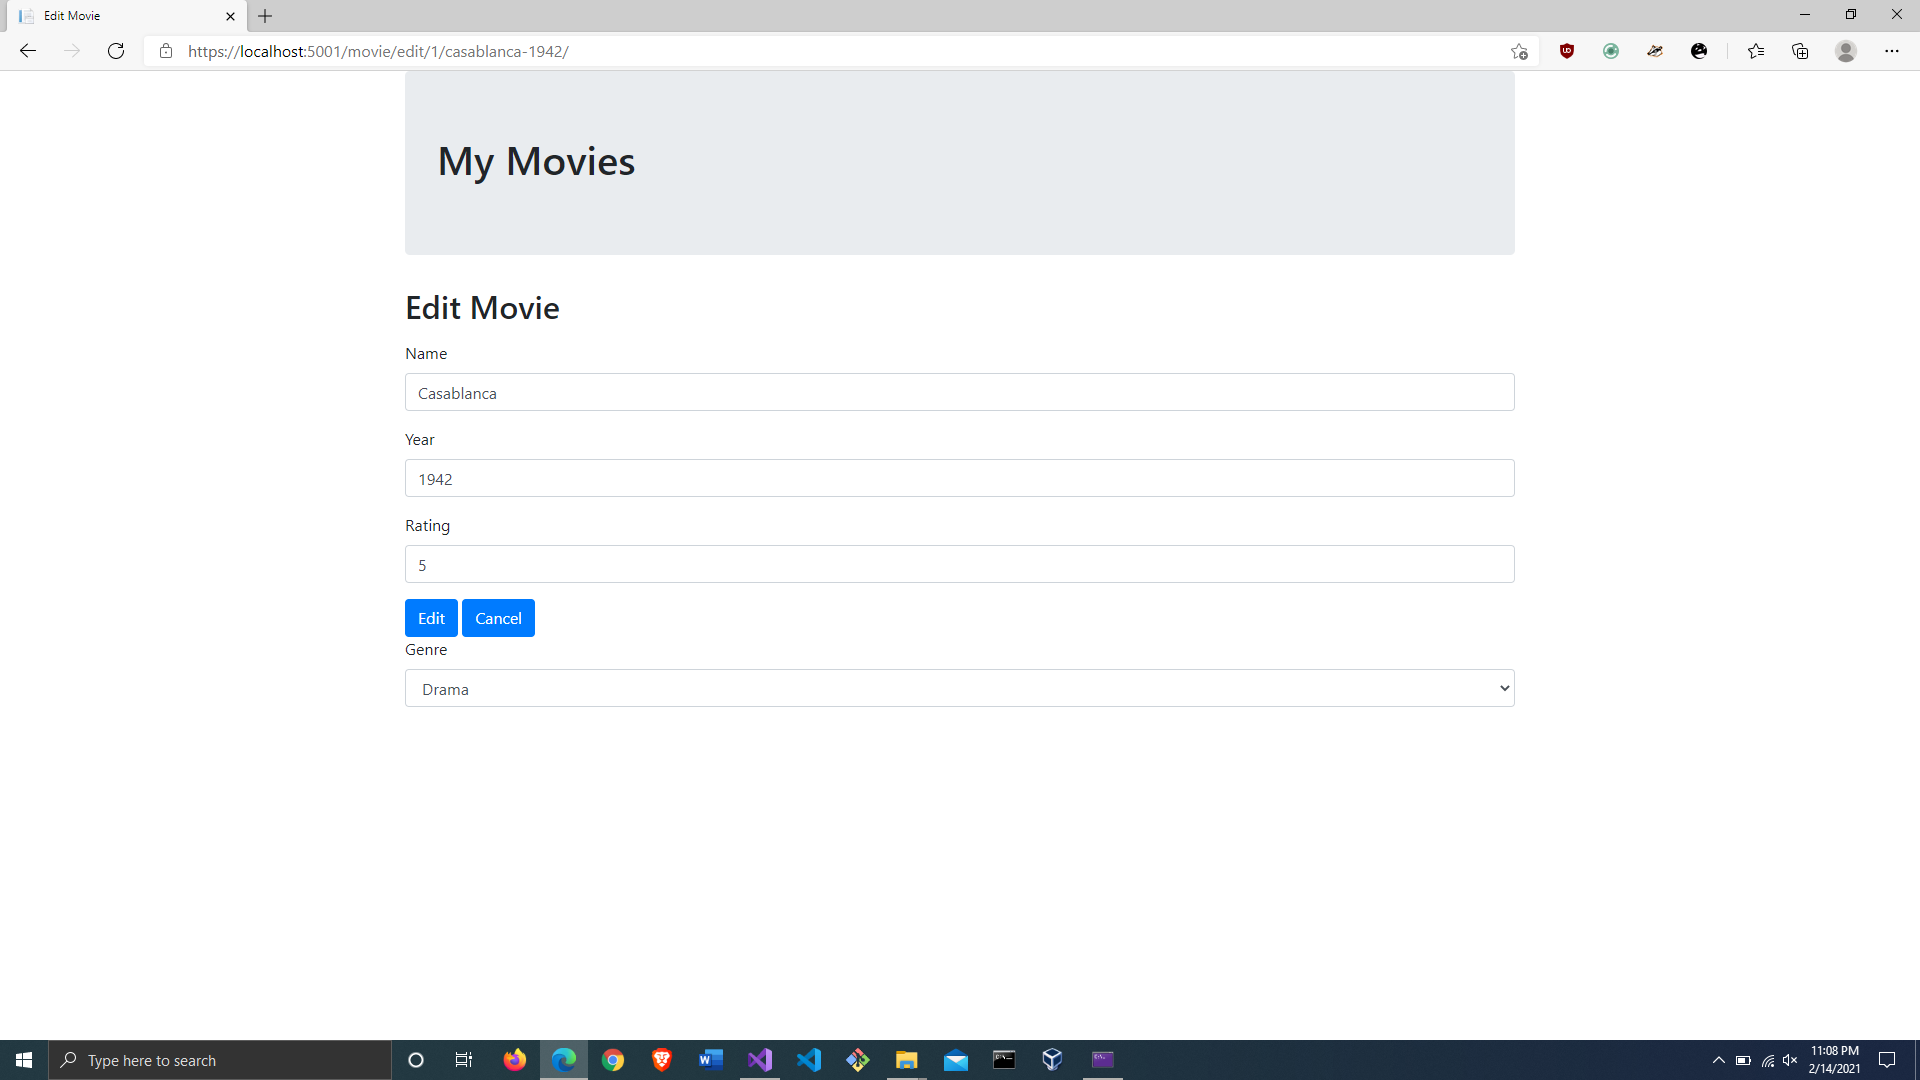 Edit Movie
https://localhost:5001/movie/edit/1/casablanca-1942/
My Movies
Edit Movie
Name
Casablanca
Year
1942
Rating
5
Edit Cancel
Genre
Drama
Type here to search
11:08 PM
2/14/2021